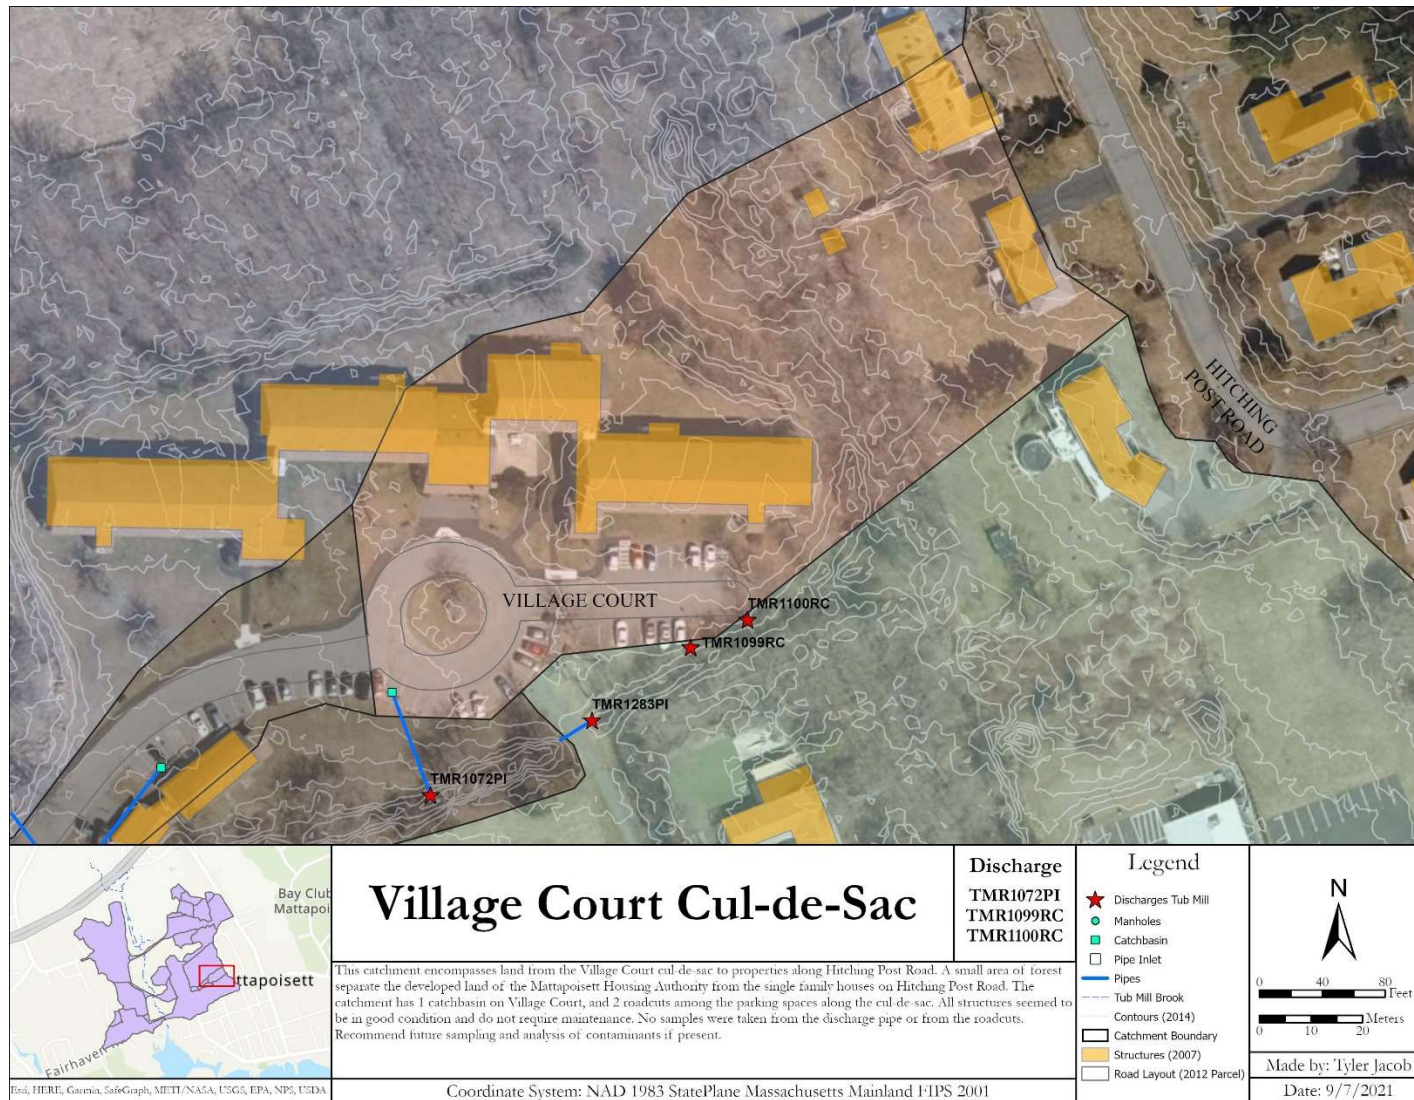 HITCHING
POST ROAD
VILLAGE COURT
TMR1100RC
TMR1099RC
TMR1283PI
TMR1072PI
Bay Club
Mattapoi
ttapoisett
Fairhaven
Esri, HERE, Garmin, SafeGraph, METI/NASA, USGS, EPA, NPS, USDA
Village Court Cul-de-Sac
This catchment encompasses land from the Village Court cul-de-sac to properties along Hitching Post Road. A small area of forest
separate the developed land of the Mattapoisett Housing Authority from the single family houses on Hitching Post Road. The
catchment has 1 catchbasin on Village Court, and 2 roadcuts among the parking spaces along the cul-de-sac. All structures seemed to
be in good condition and do not require maintenance. No samples were taken from the discharge pipe or from the roadcuts.
Recommend future sampling and analysis of contaminants if present.
Coordinate System: NAD 1983 StatePlane Massachusetts Mainland FIPS 2001
Discharge
TMR1072PI
TMR1099RC
TMR1100RC
Legend
Discharges Tub Mill
Manholes
Catchbasin
Pipe Inlet
Pipes
Tub Mill Brook
Contours (2014)
Catchment Boundary
Structures (2007)
Road Layout (2012 Parcel)
N
0 40 80
Feet
Meters
0 10 20
Made by: Tyler Jacob
Date: 9/7/2021